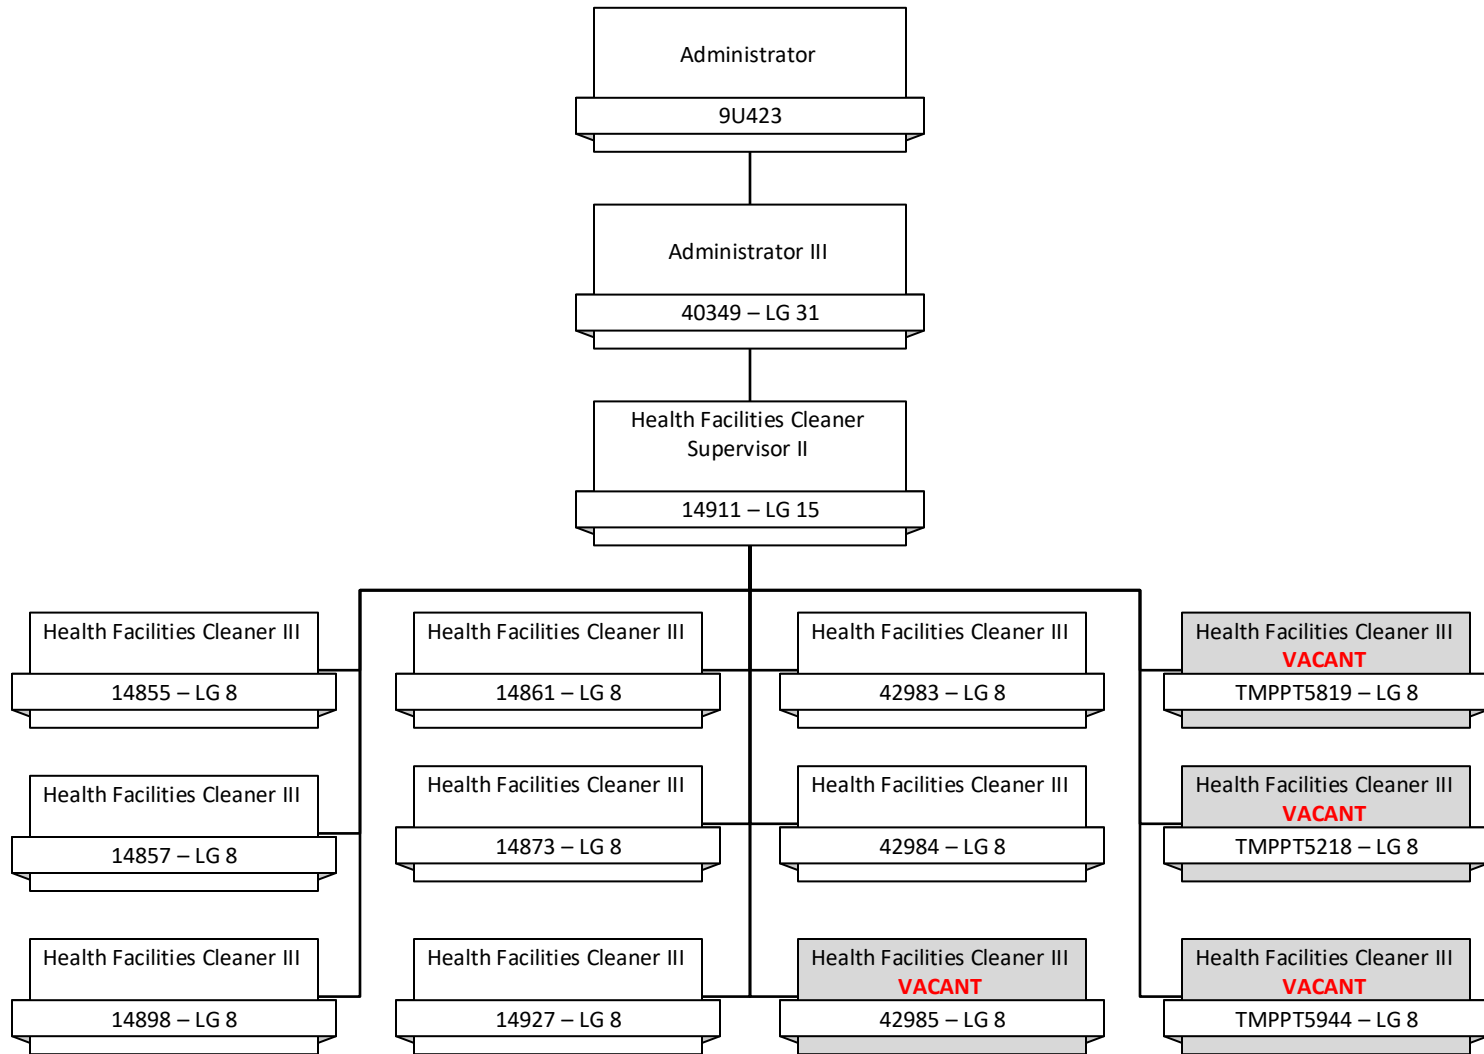 Administrator
9U423
Administrator III
40349 – LG 31
Health Facilities Cleaner
Supervisor II
14911 – LG 15
Health Facilities Cleaner III
14855 – LG 8
Health Facilities Cleaner III
14861 – LG 8
Health Facilities Cleaner III
42983 – LG 8
Health Facilities Cleaner III
VACANT
TMPPT5819 – LG 8
Health Facilities Cleaner III
14857 – LG 8
Health Facilities Cleaner III
14873 – LG 8
Health Facilities Cleaner III
42984 – LG 8
Health Facilities Cleaner III
VACANT
TMPPT5218 – LG 8
Health Facilities Cleaner III
14898 – LG 8
Health Facilities Cleaner III
14927 – LG 8
Health Facilities Cleaner III
VACANT
42985 – LG 8
Health Facilities Cleaner III
VACANT
TMPPT5944 – LG 8